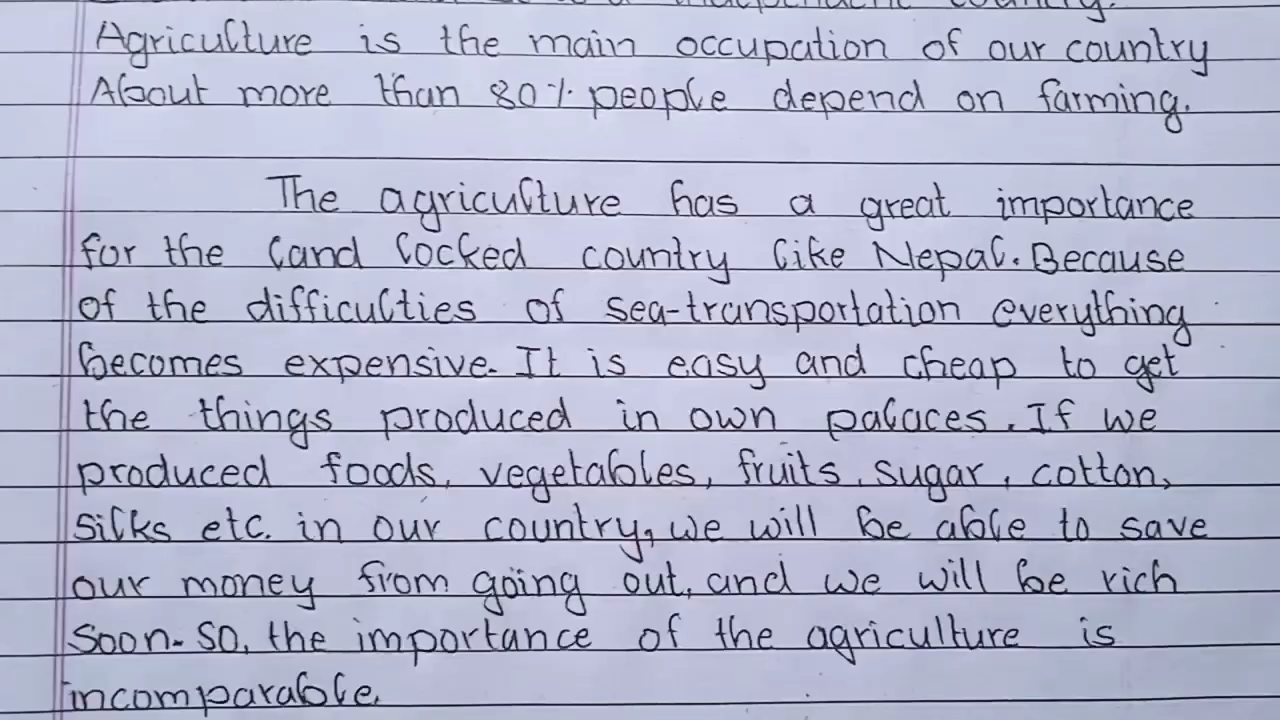 country.
Agriculture is the main occupation of our country
About more than 80% people depend on farming.
The agriculture has a great importance
for the land locked country like Nepal. Because
of the difficulties of sea-transportation everything
becomes expensive. It is easy and cheap to get
the things produced in own palaces. If we
produced foods, vegetables, fruits, sugar, cotton,
silks etc. in our country, we will be able to save
our money from going out, and we will be rich
soon. So, the importance of the agriculture is
incomparable.